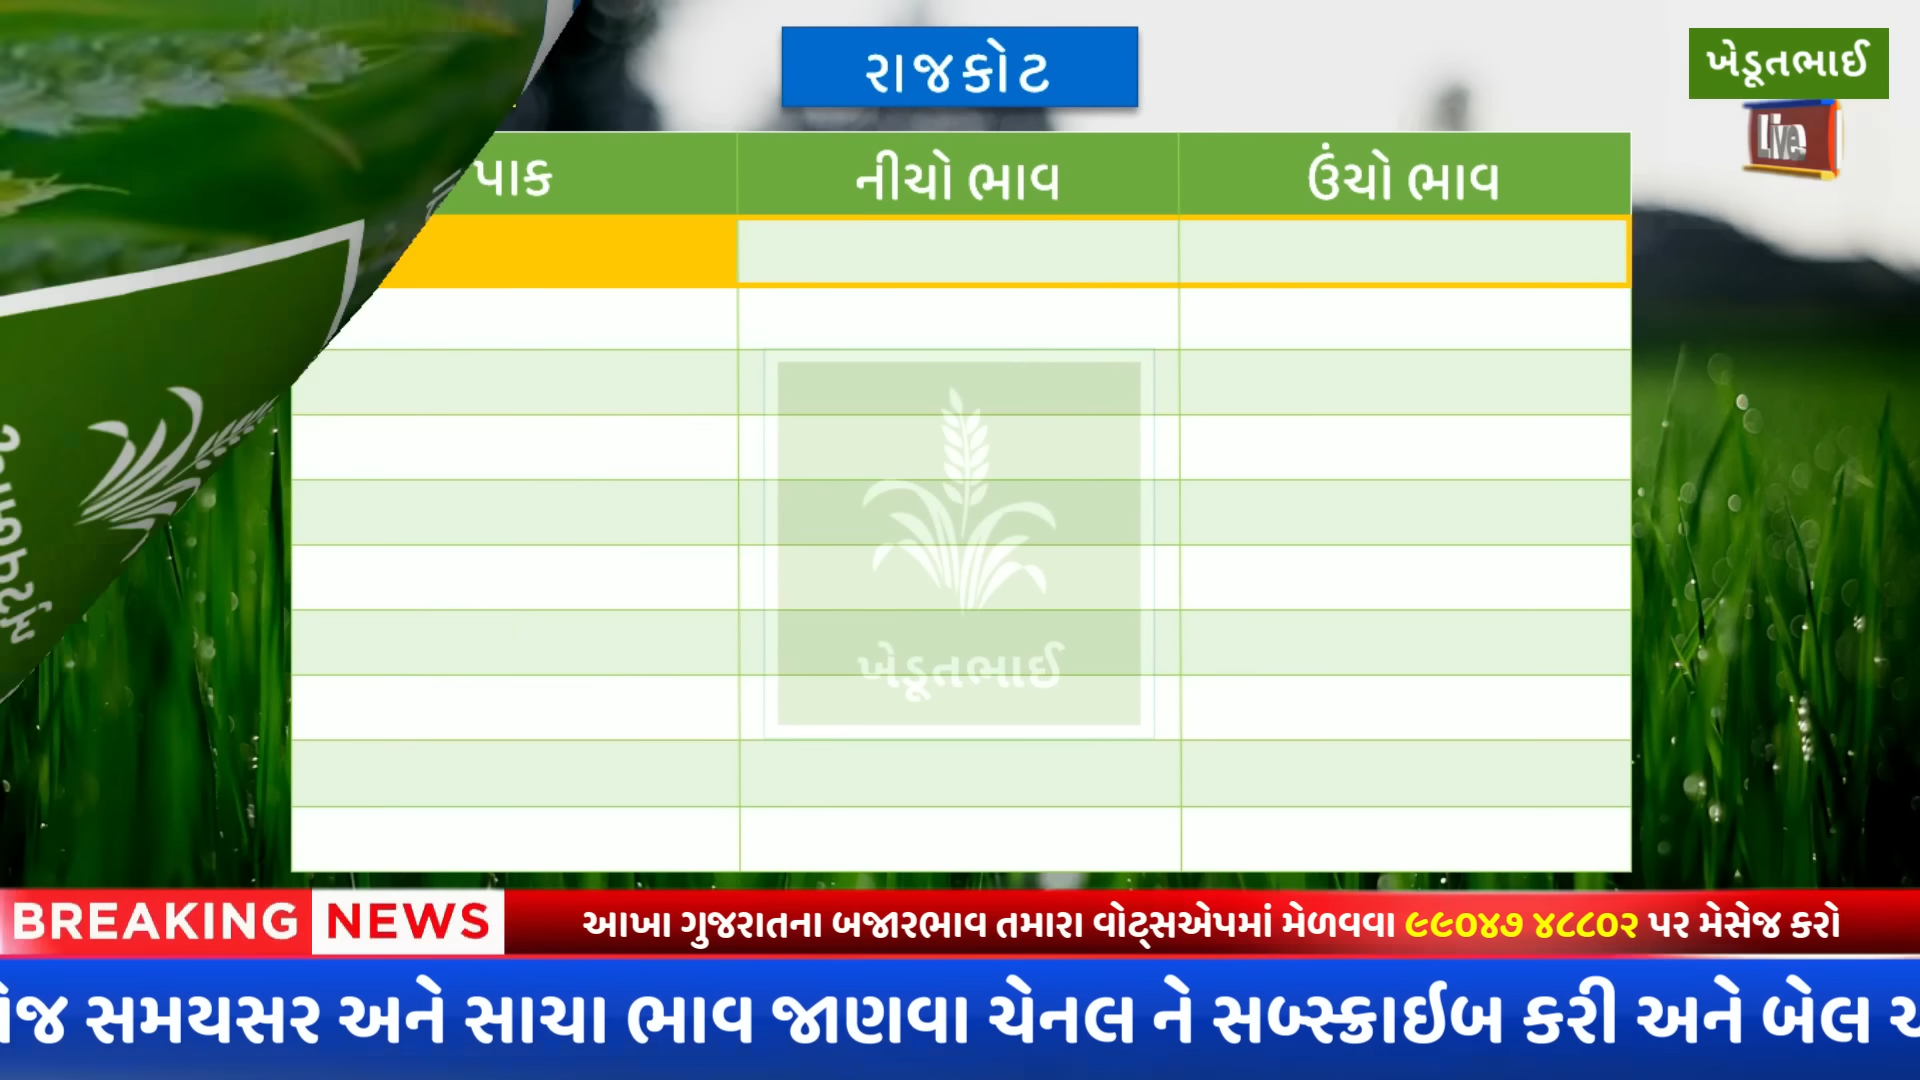 રાજકોટ
ખેડૂતભાઈ
Live
પાક નીચો ભાવ ઉંચો ભાવ
ખેડૂતભાઈ
BREAKING NEWS આખા ગુજરાતના બજારભાવ તમારા વોટ્સએપમાં મેળવવા ૯૯૦૪૭ ૪૮૮૦૨ પર મેસેજ કરો
સમયસર અને સાચા ભાવ જાણવા ચેનલ ને સબ્સ્ક્રાઇબ કરી અને બેલ